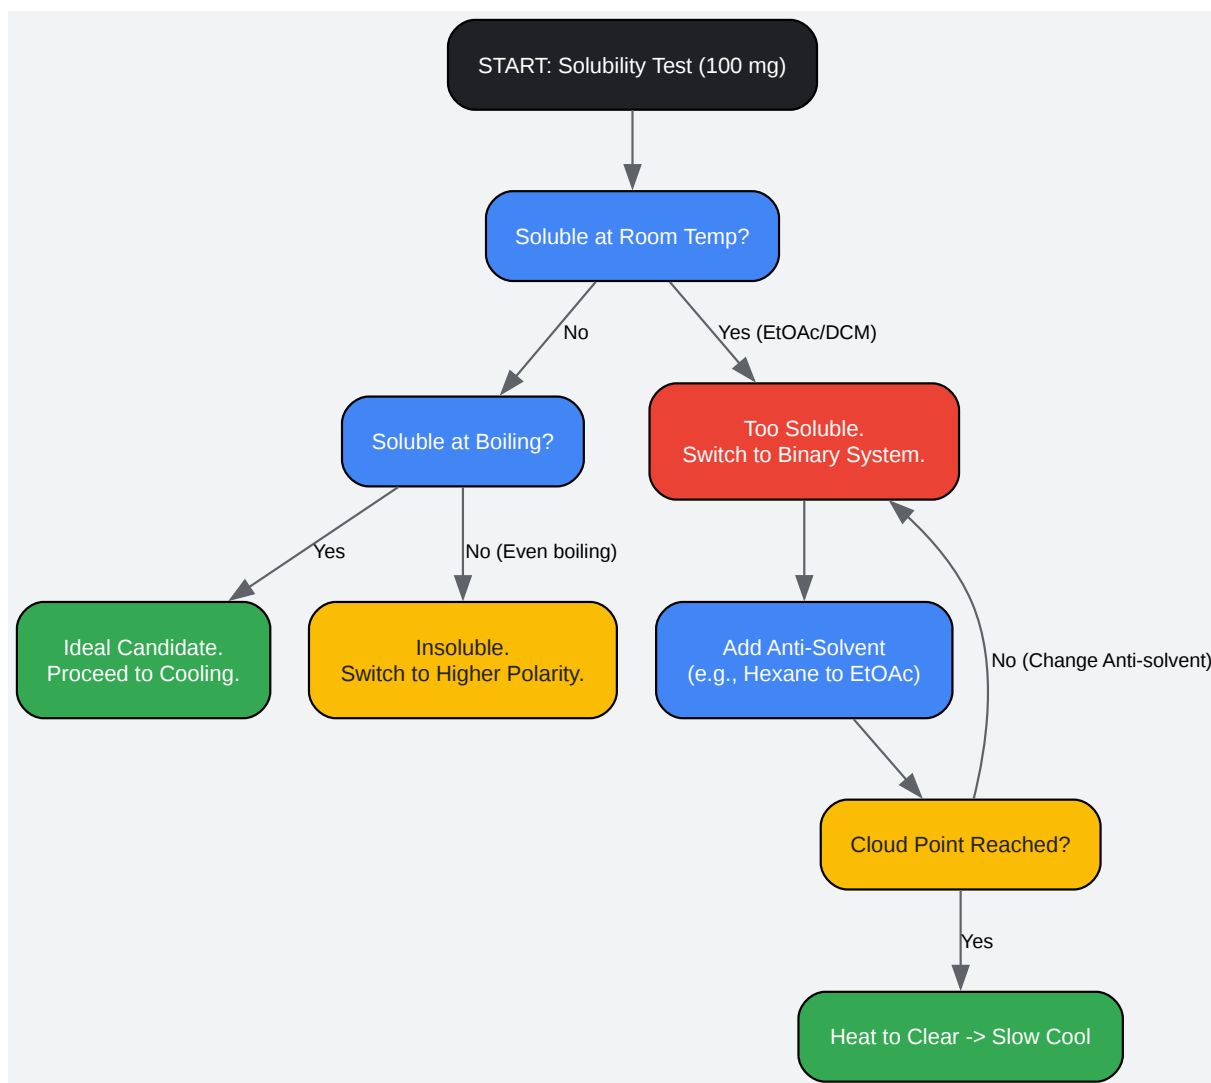 START: Solubility Test (100 mg)
Soluble at Room Temp?
No
Yes (EtOAc/DCM)
Soluble at Boiling?
Too Soluble.
Switch to Binary System.
Yes
No (Even boiling)
Ideal Candidate.
Proceed to Cooling.
Insoluble.
Switch to Higher Polarity.
Add Anti-Solvent
(e.g., Hexane to EtOAc)
No (Change Anti-solvent)
Cloud Point Reached?
Yes
Heat to Clear -> Slow Cool